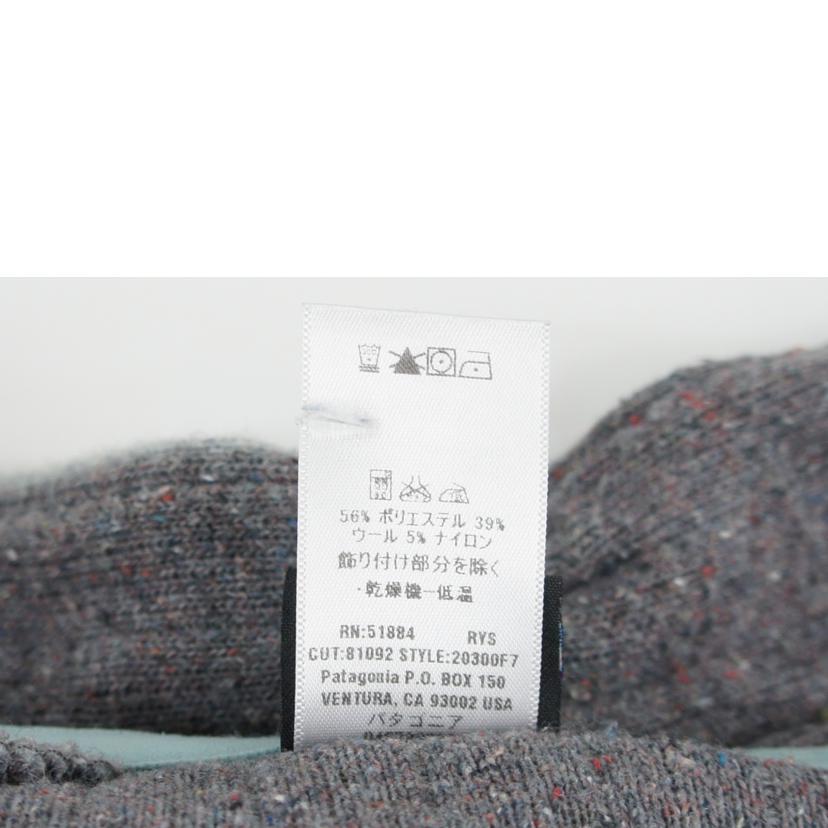 56% ポリエステル 39%
ウール 5% ナイロン
飾り付け部分を除く
・乾燥機ー低温
RN:51884 RYS
CUT:81092 STYLE:20300F7
Patagonia P.O. BOX 150
VENTURA, CA 93002 USA
パタゴニア